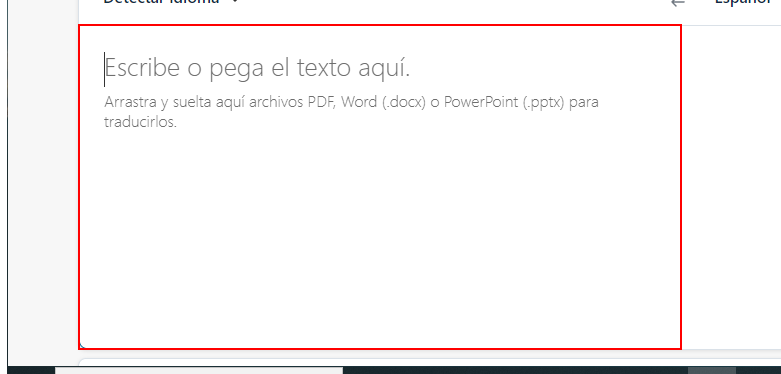 Detectar idioma
Español
Escribe o pega el texto aquí.
Arrastra y suelta aquí archivos PDF, Word (.docx) o PowerPoint (.pptx) para
traducirlos.